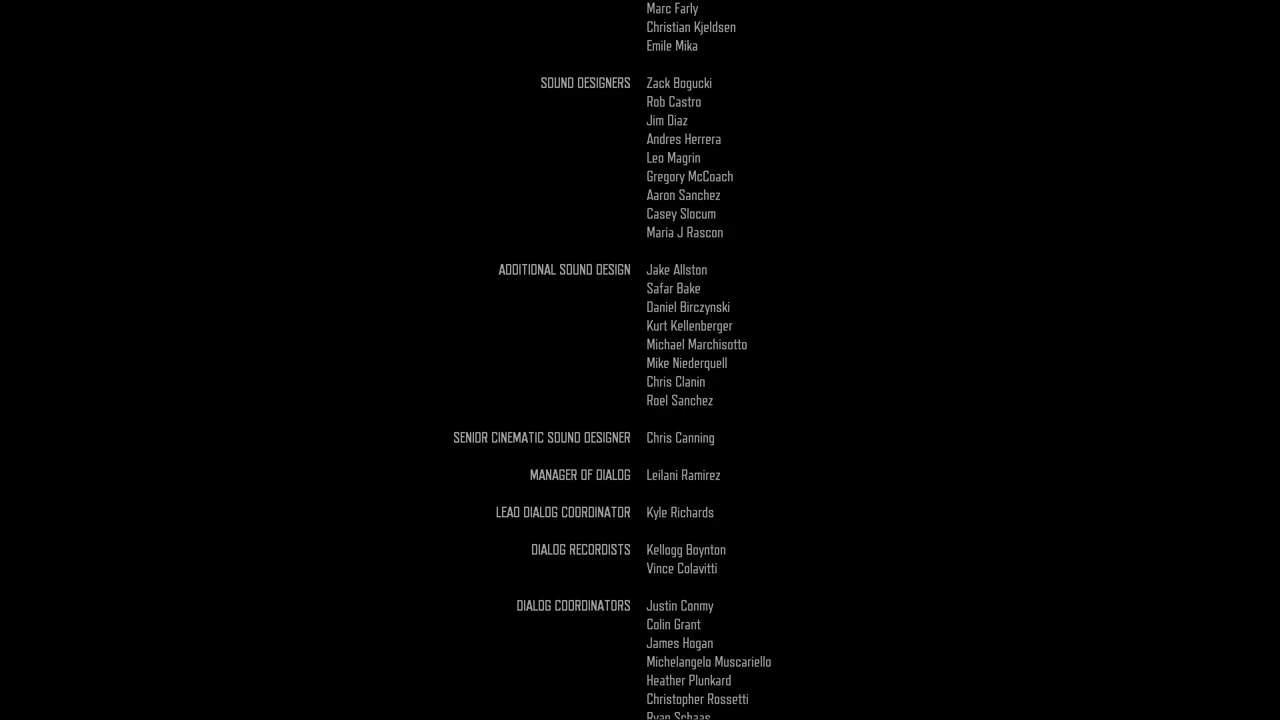 Marc Farly
Christian Kjeldsen
Emile Mika
SOUND DESIGNERS Zack Bogucki
Rob Castro
Jim Diaz
Andres Herrera
Leo Magrin
Gregory McCoach
Aaron Sanchez
Casey Slocum
Maria J Rascon
ADDITIONAL SOUND DESIGN Jake Allston
Safar Bake
Daniel Birczynski
Kurt Kellenberger
Michael Marchisotto
Mike Niederquell
Chris Clanin
Roel Sanchez
SENIOR CINEMATIC SOUND DESIGNER Chris Canning
MANAGER OF DIALOG Leilani Ramirez
LEAD DIALOG COORDINATOR Kyle Richards
DIALOG RECORDISTS Kellogg Boynton
Vince Colavitti
DIALOG COORDINATORS Justin Conmy
Colin Grant
James Hogan
Michelangelo Muscariello
Heather Plunkard
Christopher Rossetti
Ryan Schaas